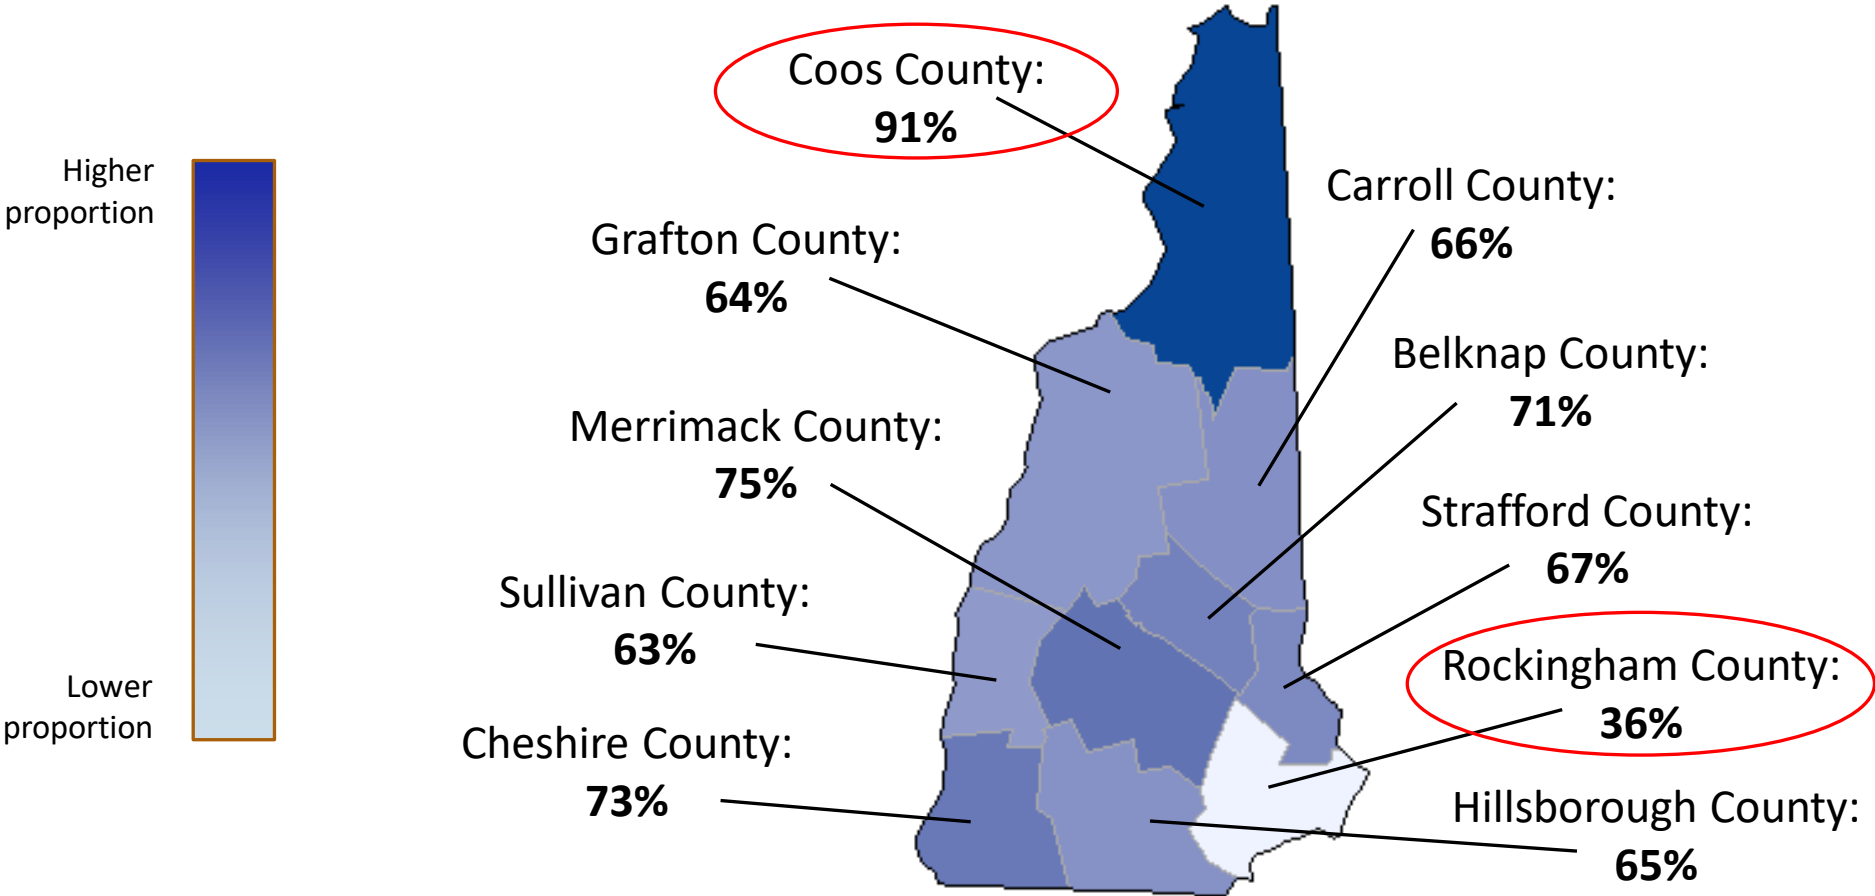 Higher
proportion
Lower
proportion
Coos County:
91%
Carroll County:
66%
Grafton County:
64%
Belknap County:
71%
Merrimack County:
75%
Strafford County:
67%
Sullivan County:
63%
Rockingham County:
36%
Cheshire County:
73%
Hillsborough County:
65%